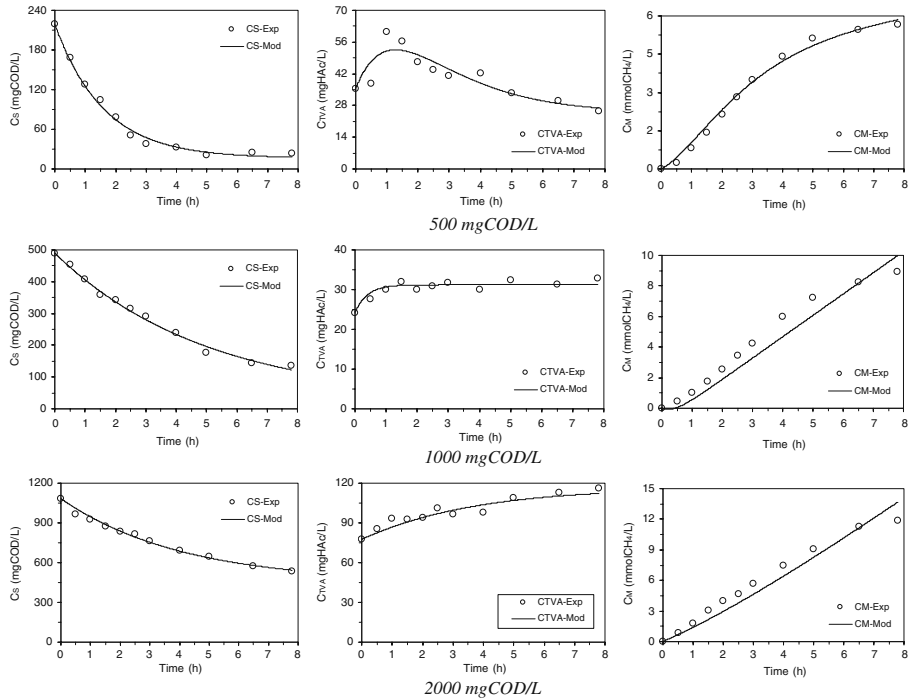 240
180
120
60
0
Cs (mgCOD/L)
CS-Exp
CS-Mod
0 1 2 3 4 5 6 7 8
Time (h)
70
56
42
28
14
0
CTVA (mgHAc/L)
CTVA-Exp
CTVA-Mod
0 1 2 3 4 5 6 7 8
Time (h)
6
5
3
2
0
CM (mmolCH4/L)
CM-Exp
CM-Mod
0 1 2 3 4 5 6 7 8
Time (h)
500 mgCOD/L
500
400
300
200
100
0
Cs (mgCOD/L)
CS-Exp
CS-Mod
0 1 2 3 4 5 6 7 8
Time (h)
40
30
20
10
0
CTVA (mgHAc/L)
CTVA-Exp
CTVA-Mod
0 1 2 3 4 5 6 7 8
Time (h)
10
8
6
4
2
0
CM (mmolCH4/L)
CM-Exp
CM-Mod
0 1 2 3 4 5 6 7 8
Time (h)
1000 mgCOD/L
1200
900
600
300
0
Cs (mgCOD/L)
CS-Exp
CS-Mod
0 1 2 3 4 5 6 7 8
Time (h)
120
90
60
30
0
CTVA (mgHAc/L)
CTVA-Exp
CTVA-Mod
0 1 2 3 4 5 6 7 8
Time (h)
15
12
9
6
3
0
CM (mmolCH4/L)
CM-Exp
CM-Mod
0 1 2 3 4 5 6 7 8
Time (h)
2000 mgCOD/L